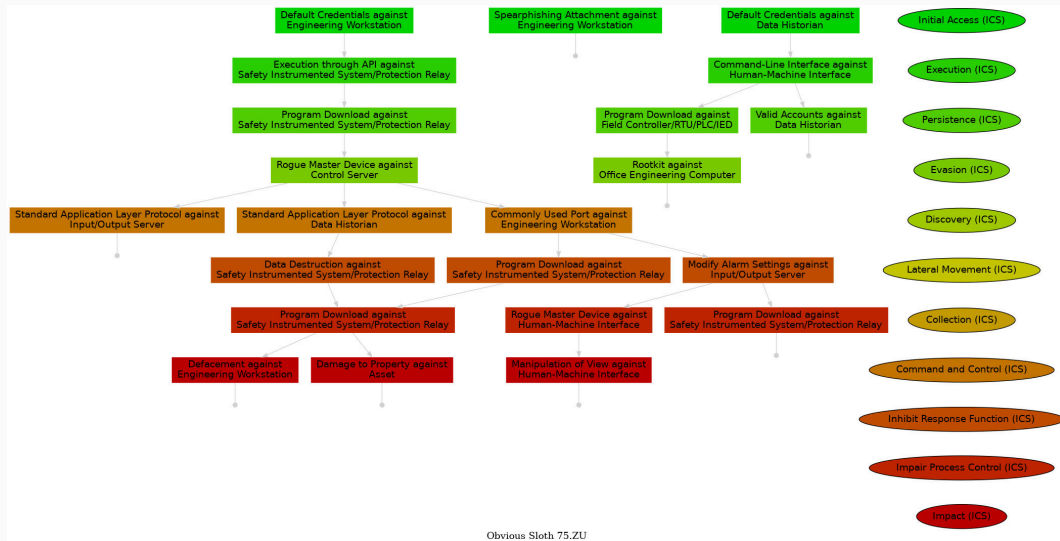 Default Credentials against
Engineering Workstation
Spearphishing Attachment against
Engineering Workstation
Default Credentials against
Data Historian
Initial Access (ICS)
Execution through API against
Safety Instrumented System/Protection Relay
Command-Line Interface against
Human-Machine Interface
Execution (ICS)
Program Download against
Safety Instrumented System/Protection Relay
Program Download against
Field Controller/RTU/PLC/IED
Valid Accounts against
Data Historian
Persistence (ICS)
Rogue Master Device against
Control Server
Rootkit against
Office Engineering Computer
Evasion (ICS)
Standard Application Layer Protocol against
Input/Output Server
Standard Application Layer Protocol against
Data Historian
Commonly Used Port against
Engineering Workstation
Discovery (ICS)
Data Destruction against
Safety Instrumented System/Protection Relay
Program Download against
Safety Instrumented System/Protection Relay
Modify Alarm Settings against
Input/Output Server
Lateral Movement (ICS)
Program Download against
Safety Instrumented System/Protection Relay
Rogue Master Device against
Human-Machine Interface
Program Download against
Safety Instrumented System/Protection Relay
Collection (ICS)
Defacement against
Engineering Workstation
Damage to Property against
Asset
Manipulation of View against
Human-Machine Interface
Command and Control (ICS)
Inhibit Response Function (ICS)
Impair Process Control (ICS)
Impact (ICS)
Obvious Sloth 75.ZU